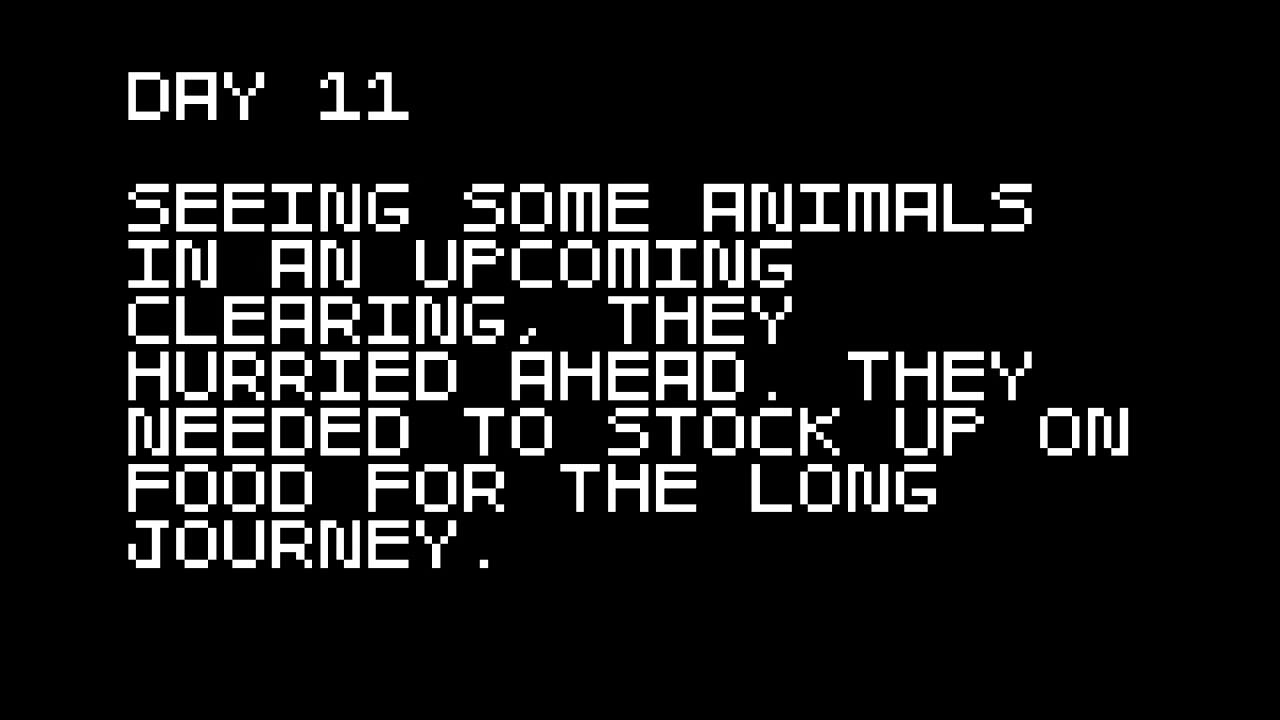 DAY 11
SEEING SOME ANIMALS
IN AN UPCOMING
CLEARING, THEY
HURRIED AHEAD. THEY
NEEDED TO STOCK UP ON
FOOD FOR THE LONG
JOURNEY.